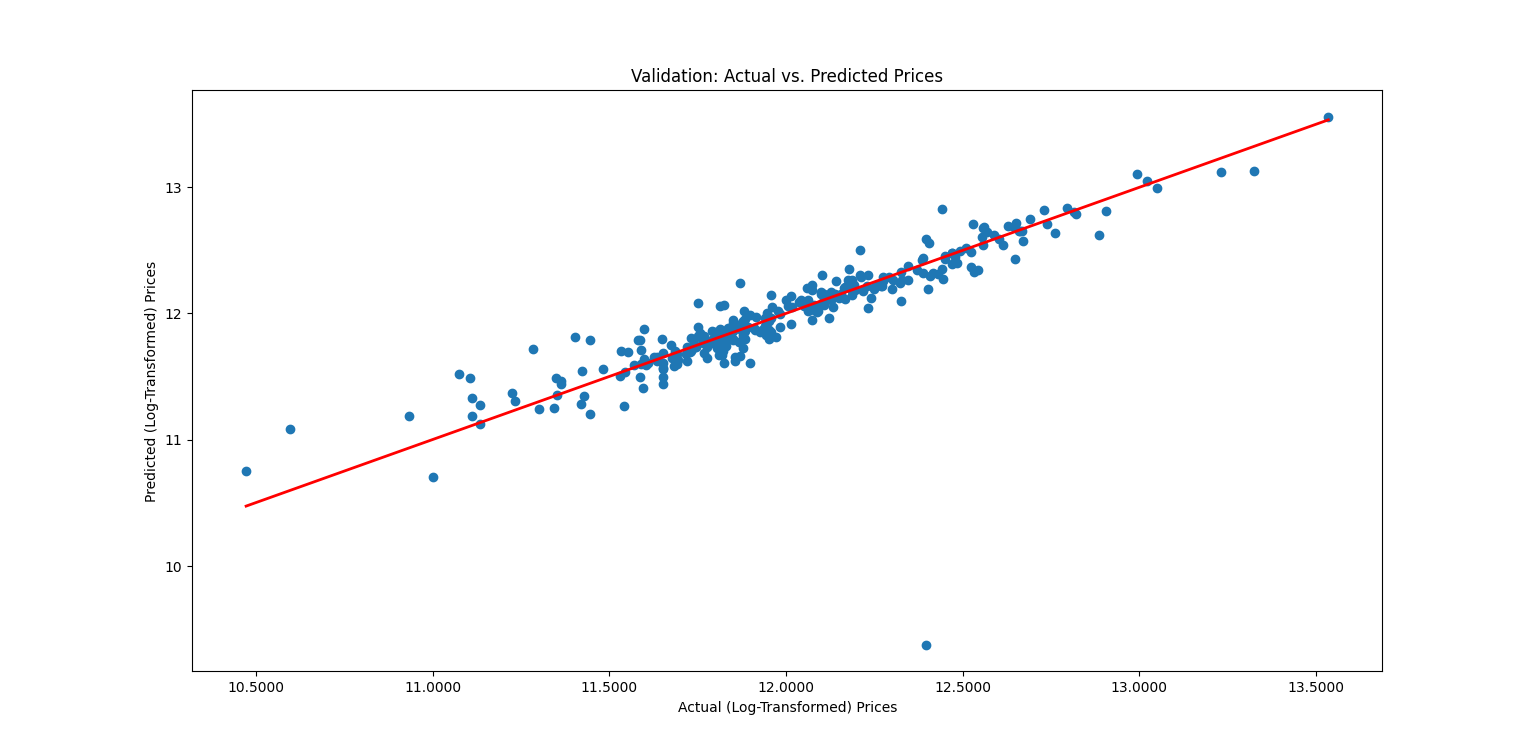 Validation: Actual vs. Predicted Prices
Predicted (Log-Transformed) Prices
13
12
11
10
10.5000 11.0000 11.5000 12.0000 12.5000 13.0000 13.5000
Actual (Log-Transformed) Prices